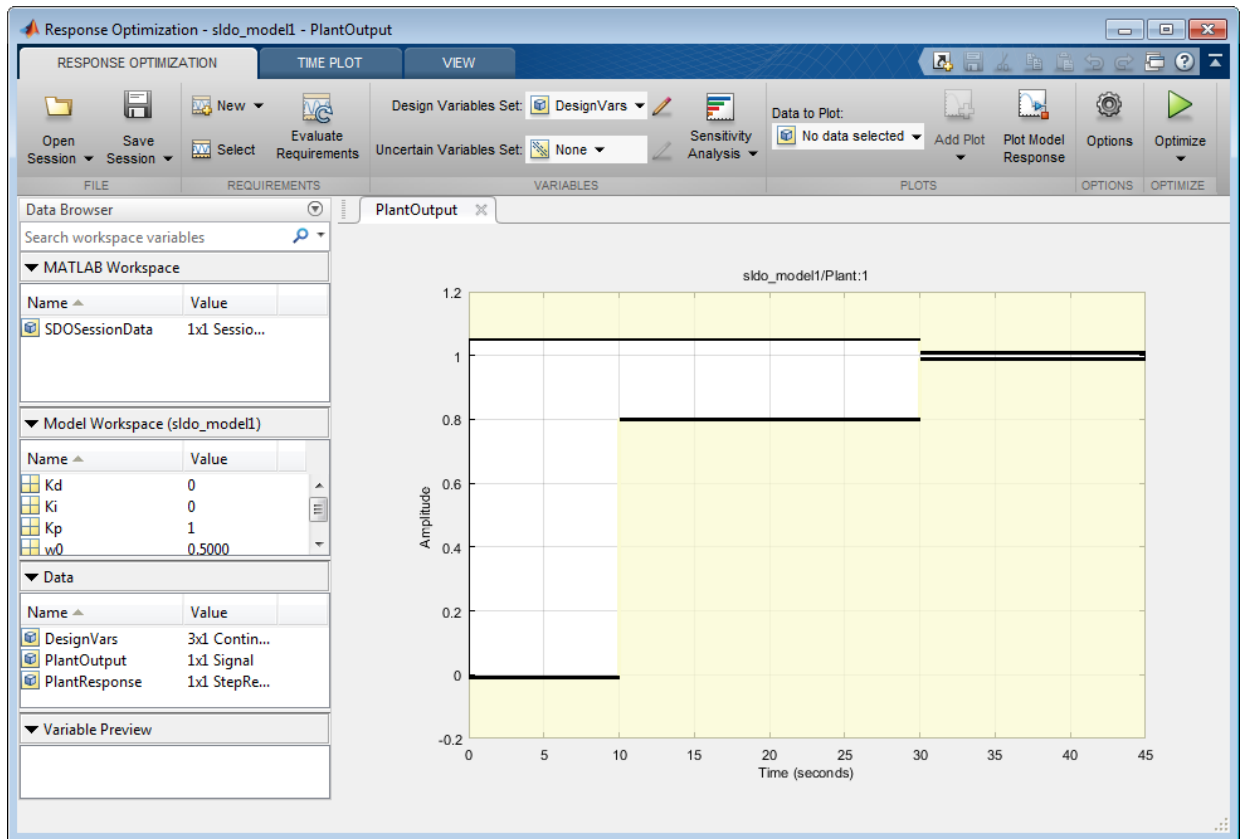 Response Optimization - sldo_model1 - PlantOutput
RESPONSE OPTIMIZATION TIME PLOT VIEW
Open Session
Save Session
New
Select
Evaluate Requirements
Design Variables Set: DesignVars
Uncertain Variables Set: None
Sensitivity Analysis
Data to Plot:
No data selected
Add Plot
Plot Model Response
Options
Optimize
FILE REQUIREMENTS VARIABLES PLOTS OPTIONS OPTIMIZE
Data Browser
Search workspace variables
MATLAB Workspace
Name Value
SDOSessionData 1x1 Sessio...
Model Workspace (sldo_model1)
Name Value
Kd 0
Ki 0
Kp 1
w0 0.5000
Data
Name Value
DesignVars 3x1 Contin...
PlantOutput 1x1 Signal
PlantResponse 1x1 StepRe...
Variable Preview
PlantOutput
sldo_model1/Plant:1
1.2
1
0.8
0.6
0.4
0.2
0
-0.2
Amplitude
0 5 10 15 20 25 30 35 40 45
Time (seconds)